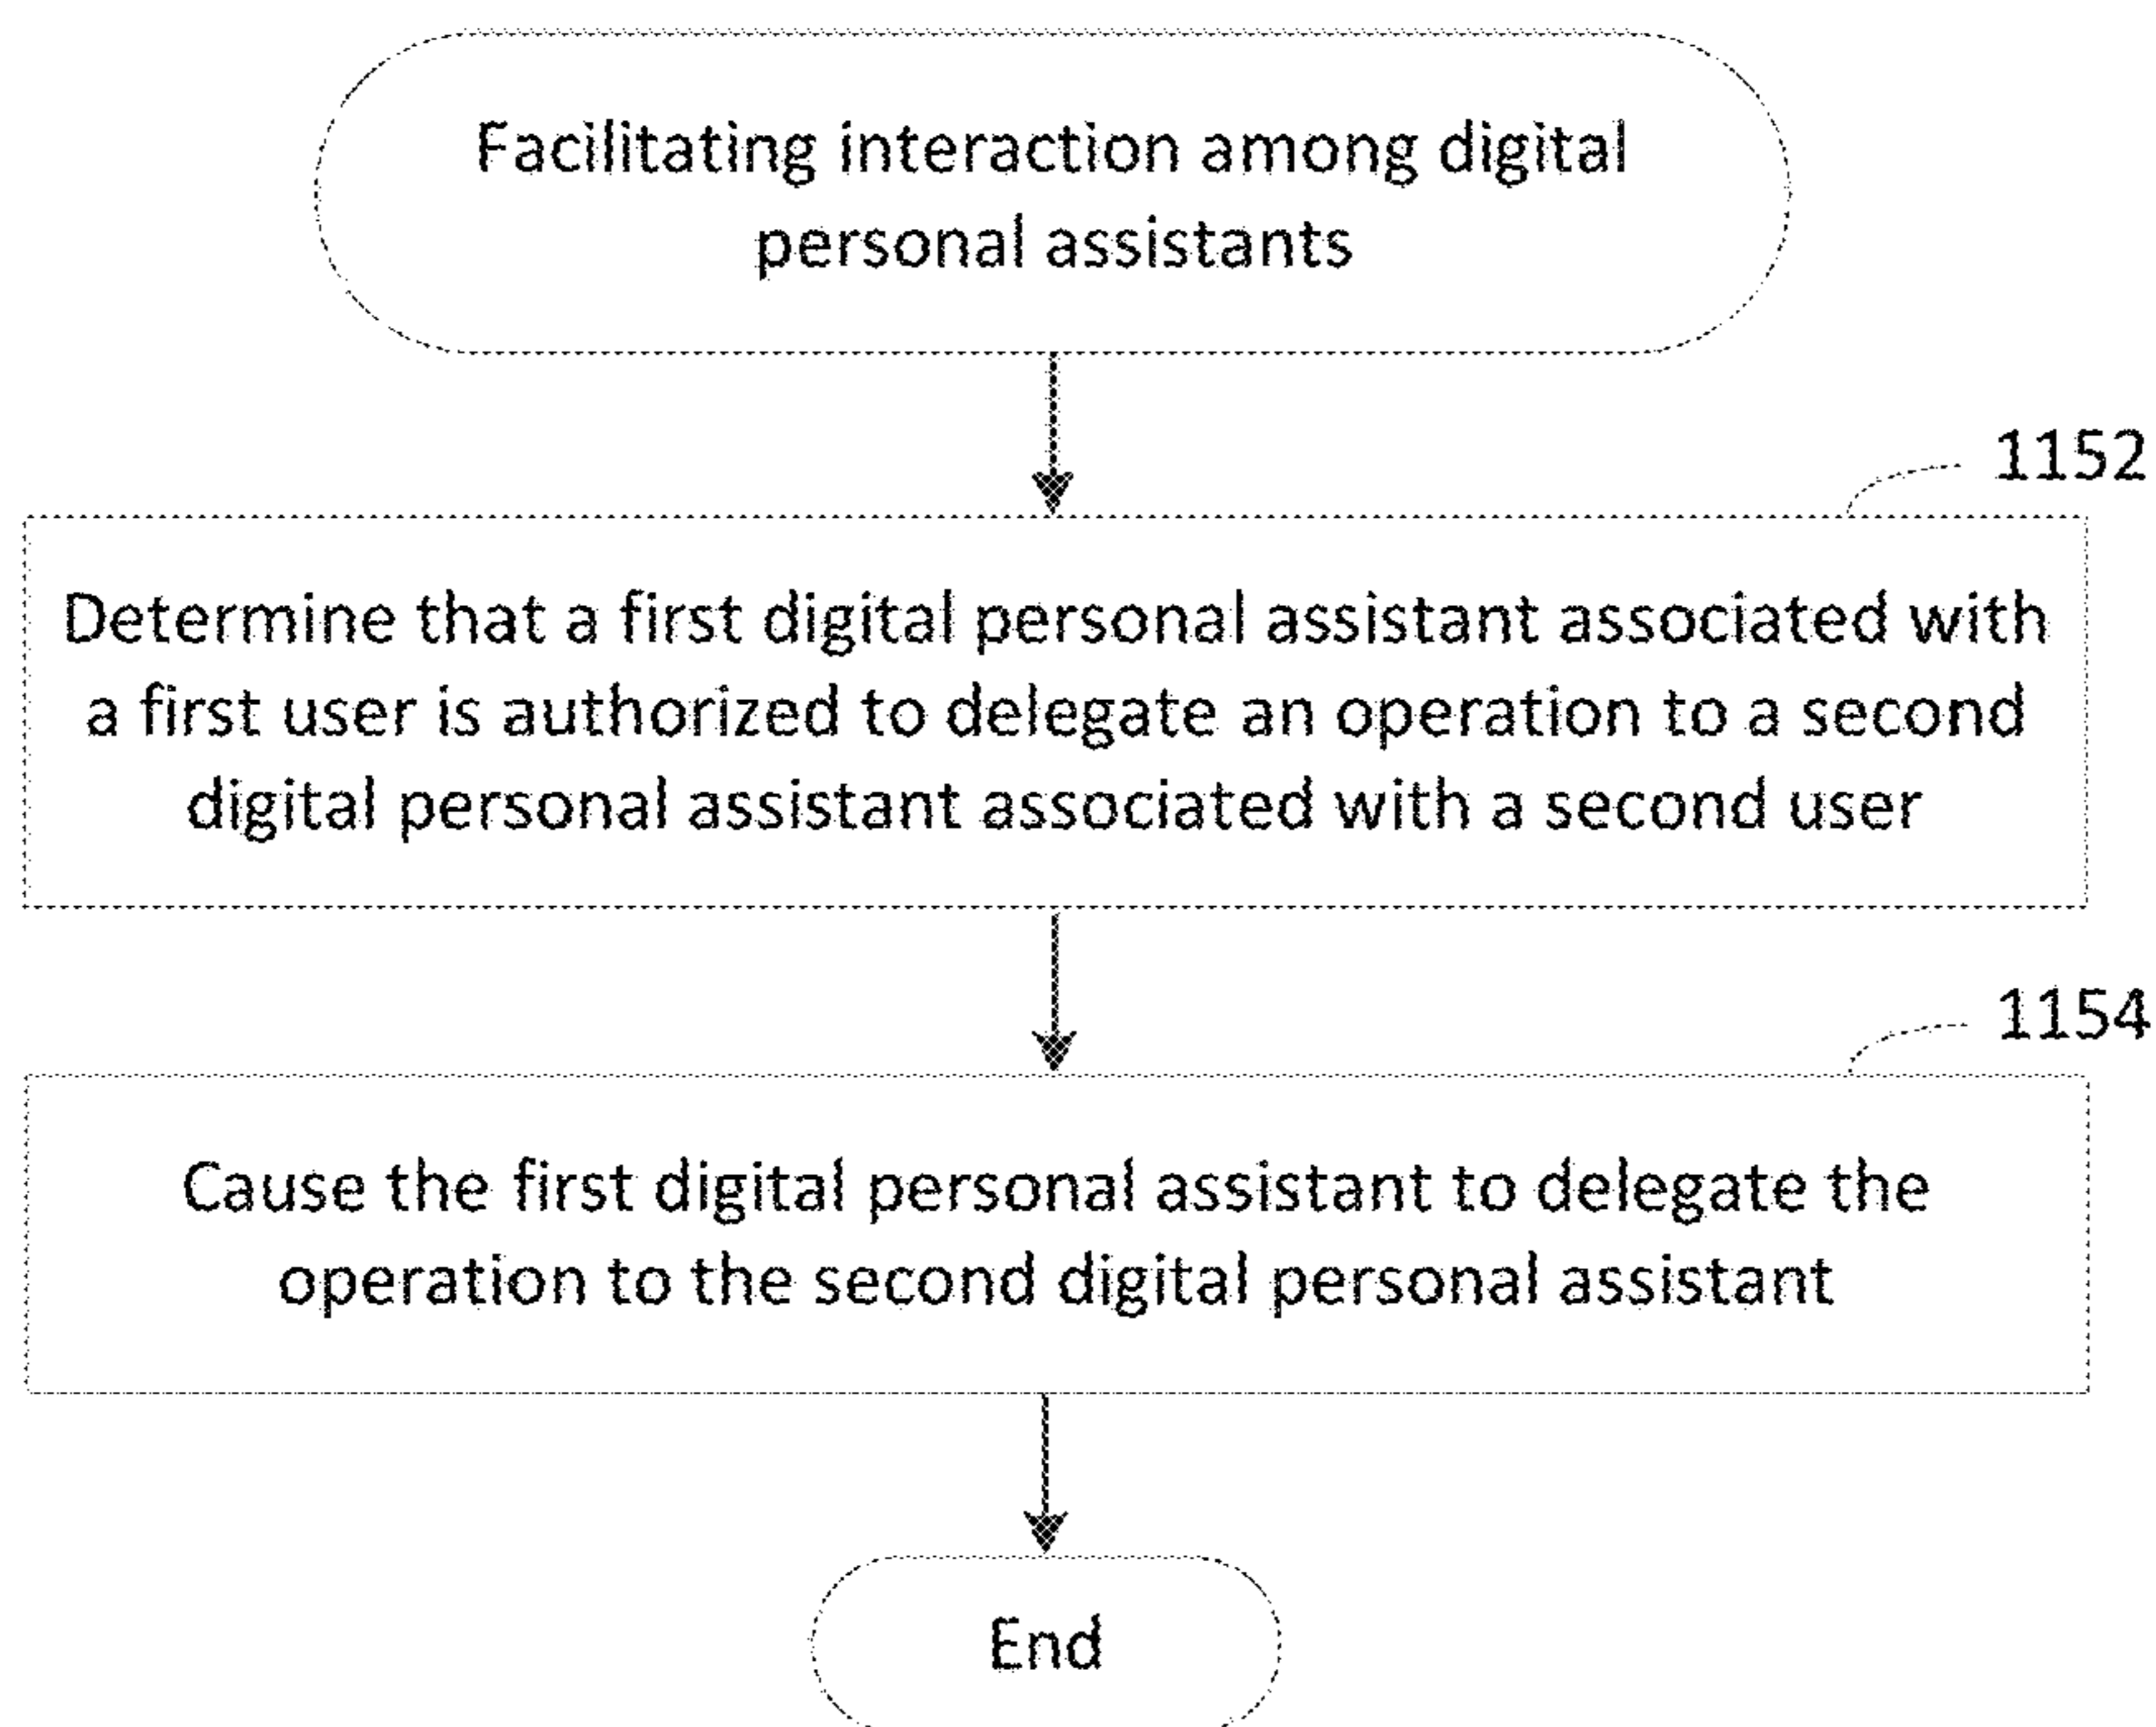 Facilitating interaction among digital
personal assistants
1152
Determine that a first digital personal assistant associated with
a first user is authorized to delegate an operation to a second
digital personal assistant associated with a second user
1154
Cause the first digital personal assistant to delegate the
operation to the second digital personal assistant
End